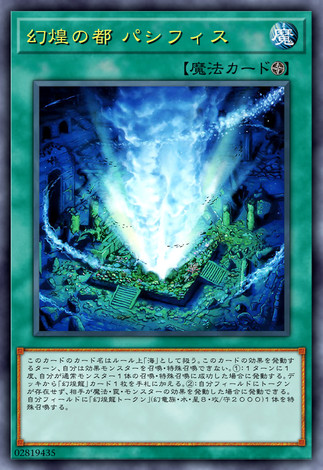 幻煌の都 パシフィス
魔
【魔法カード】
このカードのカード名はルール上「海」として扱う。このカードの効果を発動す
るターン、自分は効果モンスターを召喚・特殊召喚できない。①：１ターンに１
度、自分が通常モンスター１体の召喚・特殊召喚に成功した場合に発動する。デ
ッキから「幻煌龍」カード１枚を手札に加える。②：自分フィールドにトークン
が存在せず、相手が魔法・罠・モンスターの効果を発動した場合に発動できる。
自分フィールドに「幻煌龍トークン」(幻竜族・水・星８・攻/守２０００)１体を特
殊召喚する。
02819435